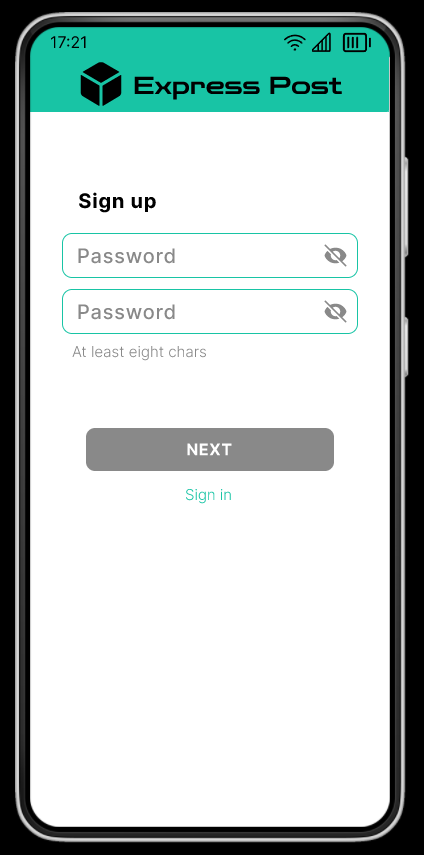 17:21
Express Post
Sign up
Password
Password
At least eight chars
NEXT
Sign in